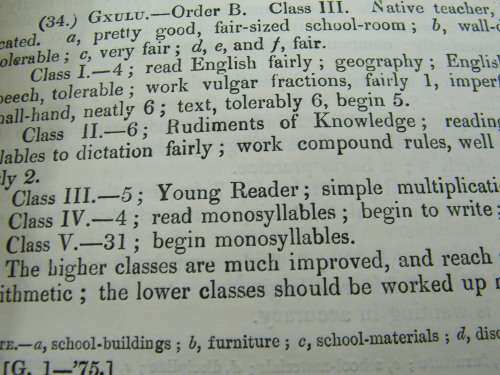 (34.) GXULU.—Order B. Class III. Native teacher,
cated. a, pretty good, fair-sized school-room; b, wall-
tolerable; c, very fair; d, e, and f, fair.
Class I.—4; read English fairly; geography; English
peech, tolerable; work vulgar fractions, fairly 1, imperf
mall-hand, neatly 6; text, tolerably 6, begin 5.
Class II.—6; Rudiments of Knowledge; reading
llables to dictation fairly; work compound rules, well
ly 2.
Class III.—5; Young Reader; simple multiplicati
Class IV.—4; read monosyllables; begin to write;
Class V.—31; begin monosyllables.
The higher classes are much improved, and reach
ithmetic; the lower classes should be worked up
TE.—a, school-buildings; b, furniture; c, school-materials; d, disc
[G. 1—'75.]